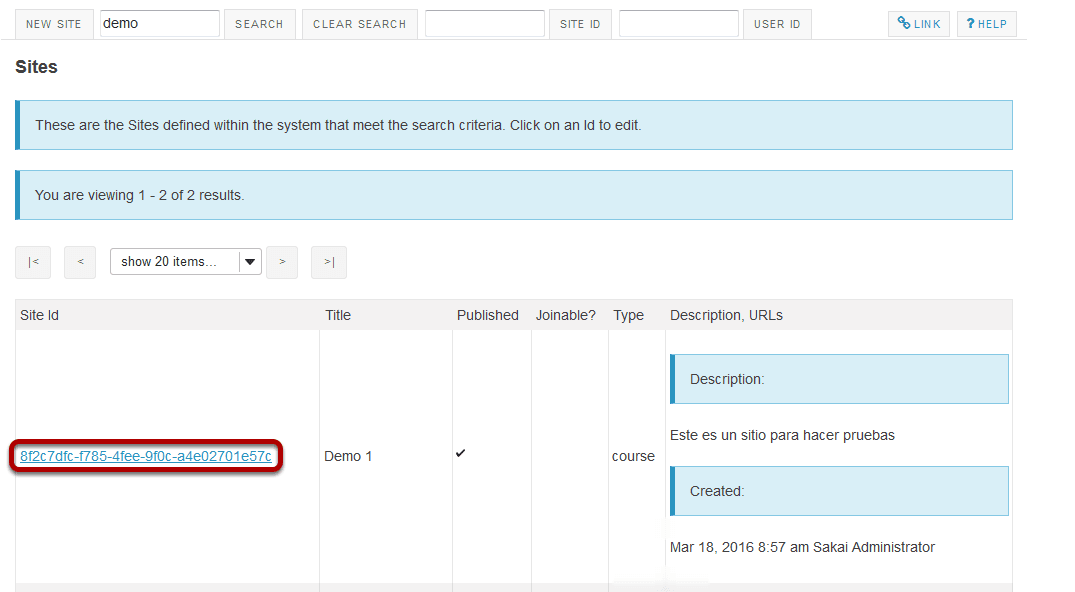 NEW SITE demo SEARCH CLEAR SEARCH SITE ID USER ID LINK ? HELP
Sites
These are the Sites defined within the system that meet the search criteria. Click on an Id to edit.
You are viewing 1 - 2 of 2 results.
|< < show 20 items... > >|
Site Id Title Published Joinable? Type Description, URLs
Description:
Este es un sitio para hacer pruebas
8f2c7dfc-f785-4fee-9f0c-a4e02701e57c Demo 1 ✓ course
Created:
Mar 18, 2016 8:57 am Sakai Administrator